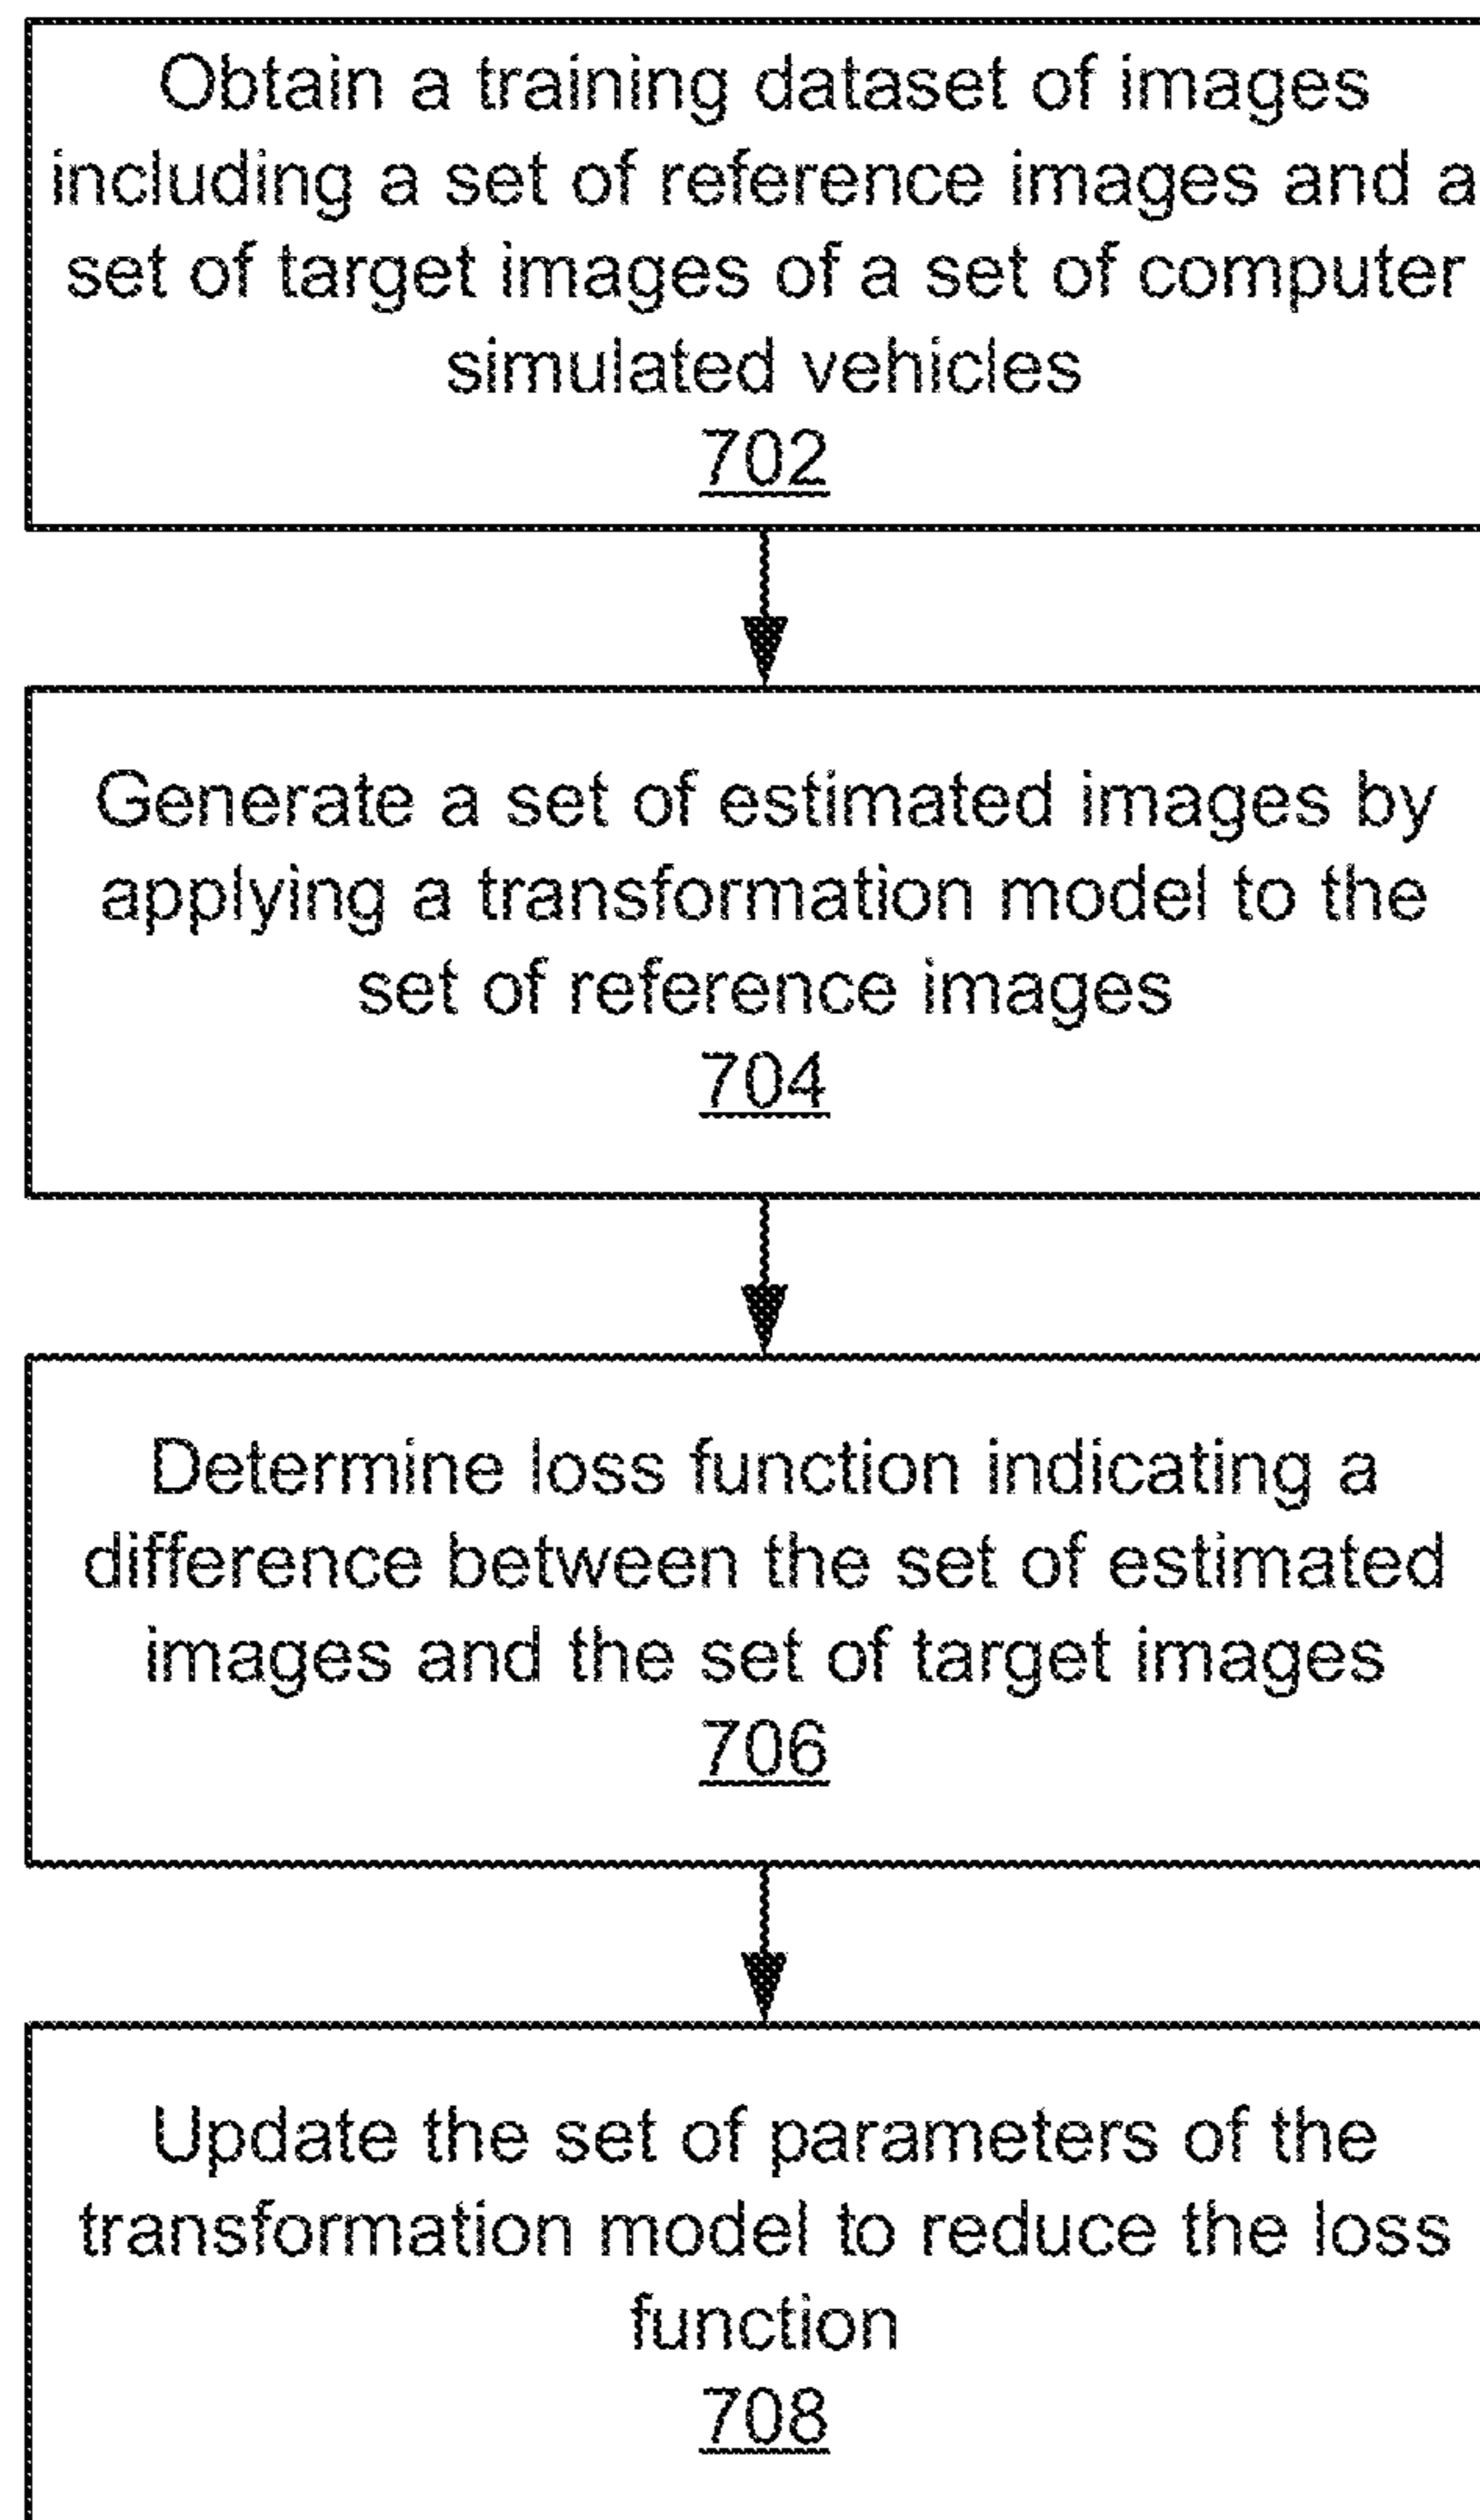 Obtain a training dataset of images
including a set of reference images and a
set of target images of a set of computer
simulated vehicles
702
Generate a set of estimated images by
applying a transformation model to the
set of reference images
704
Determine loss function indicating a
difference between the set of estimated
images and the set of target images
706
Update the set of parameters of the
transformation model to reduce the loss
function
708